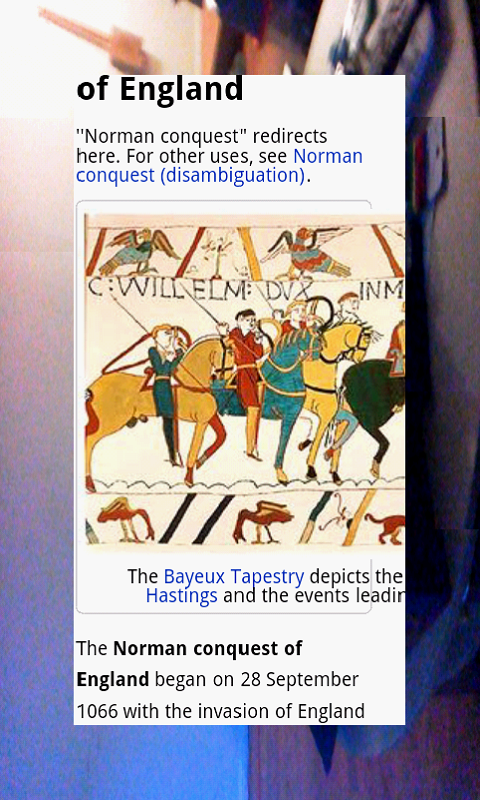 of England
"Norman conquest" redirects
here. For other uses, see Norman
conquest (disambiguation).
C:WILLELM: DVX INM
The Bayeux Tapestry depicts the
Hastings and the events leadin
The Norman conquest of
England began on 28 September
1066 with the invasion of England